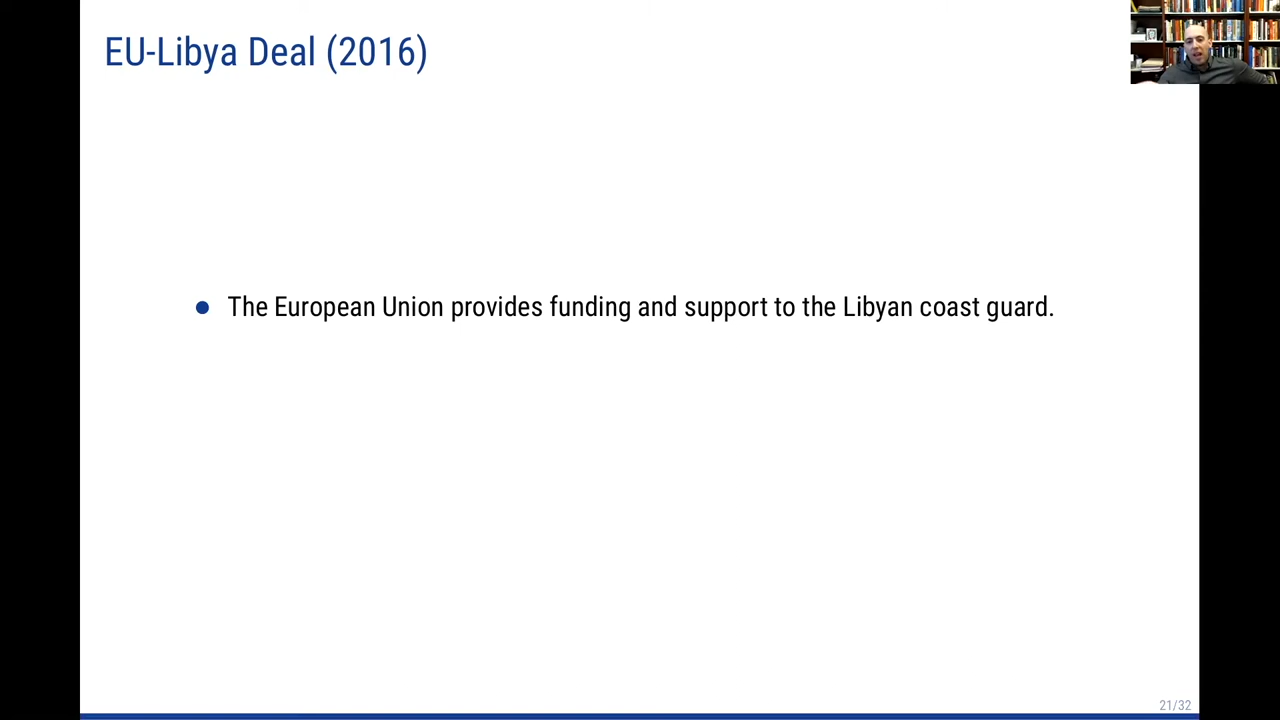 EU-Libya Deal (2016)
The European Union provides funding and support to the Libyan coast guard.
21/32